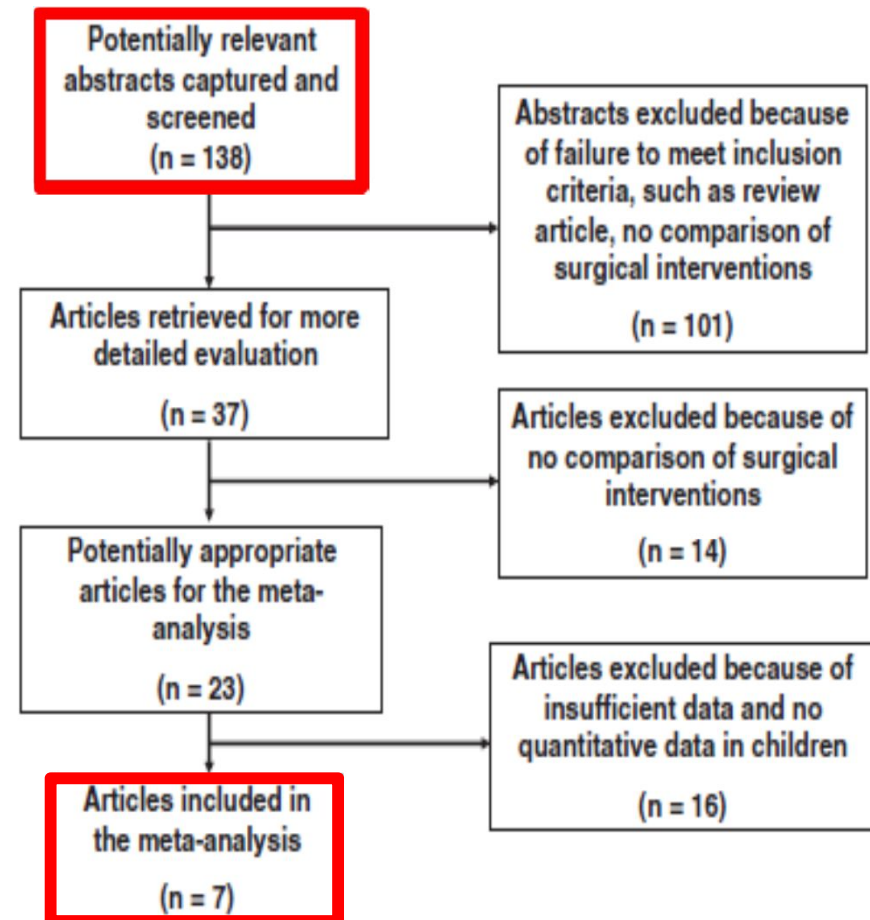 Potentially relevant
abstracts captured and
screened
(n = 138)
Abstracts excluded because
of failure to meet inclusion
criteria, such as review
article, no comparison of
surgical interventions
(n = 101)
Articles retrieved for more
detailed evaluation
(n = 37)
Articles excluded because of
no comparison of surgical
interventions
(n = 14)
Potentially appropriate
articles for the meta-
analysis
(n = 23)
Articles excluded because of
insufficient data and no
quantitative data in children
(n = 16)
Articles included in
the meta-analysis
(n = 7)